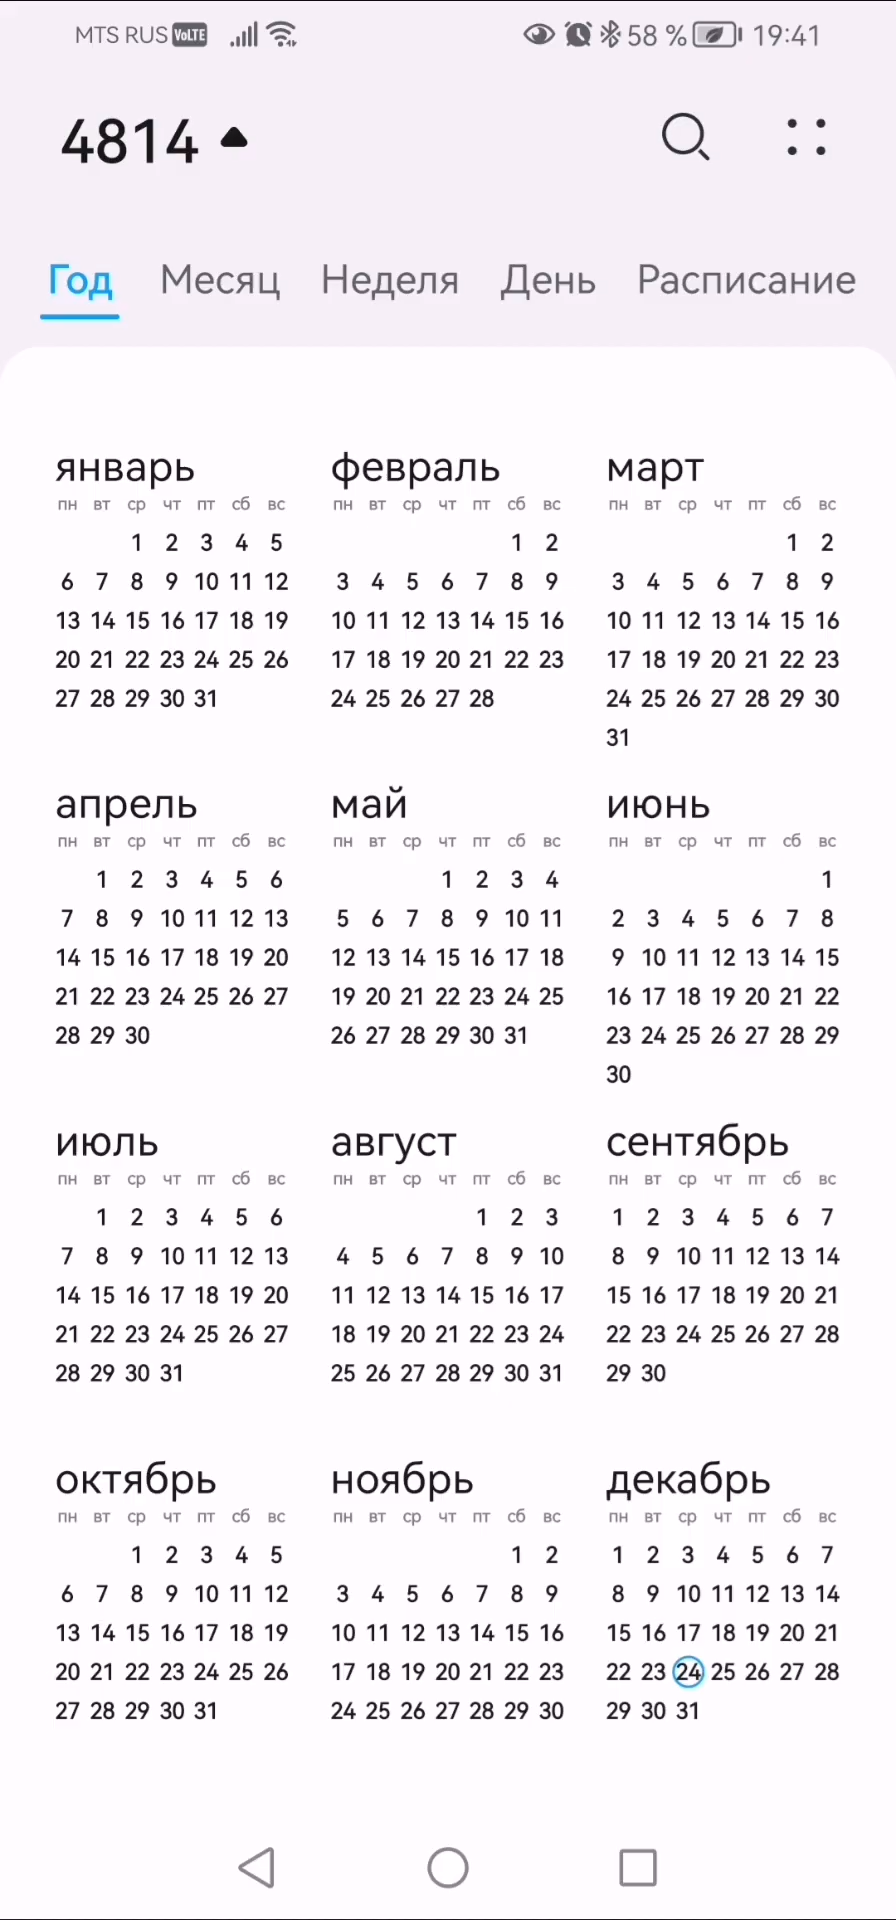 MTS RUS VoLTE 58 % 19:41
4814
Год Месяц Неделя День Расписание
январь февраль март
пн вт ср чт пт сб вс пн вт ср чт пт сб вс пн вт ср чт пт сб вс
1 2 3 4 5 1 2 1 2
6 7 8 9 10 11 12 3 4 5 6 7 8 9 3 4 5 6 7 8 9
13 14 15 16 17 18 19 10 11 12 13 14 15 16 10 11 12 13 14 15 16
20 21 22 23 24 25 26 17 18 19 20 21 22 23 17 18 19 20 21 22 23
27 28 29 30 31 24 25 26 27 28 24 25 26 27 28 29 30
31
апрель май июнь
пн вт ср чт пт сб вс пн вт ср чт пт сб вс пн вт ср чт пт сб вс
1 2 3 4 5 6 1 2 3 4 1
7 8 9 10 11 12 13 5 6 7 8 9 10 11 2 3 4 5 6 7 8
14 15 16 17 18 19 20 12 13 14 15 16 17 18 9 10 11 12 13 14 15
21 22 23 24 25 26 27 19 20 21 22 23 24 25 16 17 18 19 20 21 22
28 29 30 26 27 28 29 30 31 23 24 25 26 27 28 29
30
июль август сентябрь
пн вт ср чт пт сб вс пн вт ср чт пт сб вс пн вт ср чт пт сб вс
1 2 3 4 5 6 1 2 3 1 2 3 4 5 6 7
7 8 9 10 11 12 13 4 5 6 7 8 9 10 8 9 10 11 12 13 14
14 15 16 17 18 19 20 11 12 13 14 15 16 17 15 16 17 18 19 20 21
21 22 23 24 25 26 27 18 19 20 21 22 23 24 22 23 24 25 26 27 28
28 29 30 31 25 26 27 28 29 30 31 29 30
октябрь ноябрь декабрь
пн вт ср чт пт сб вс пн вт ср чт пт сб вс пн вт ср чт пт сб вс
1 2 3 4 5 1 2 1 2 3 4 5 6 7
6 7 8 9 10 11 12 3 4 5 6 7 8 9 8 9 10 11 12 13 14
13 14 15 16 17 18 19 10 11 12 13 14 15 16 15 16 17 18 19 20 21
20 21 22 23 24 25 26 17 18 19 20 21 22 23 22 23 24 25 26 27 28
27 28 29 30 31 24 25 26 27 28 29 30 29 30 31